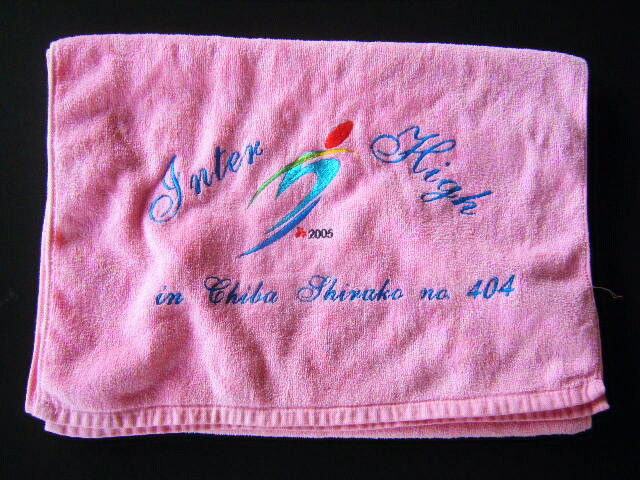 Inter High
2005
in Chiba Shirako no. 404